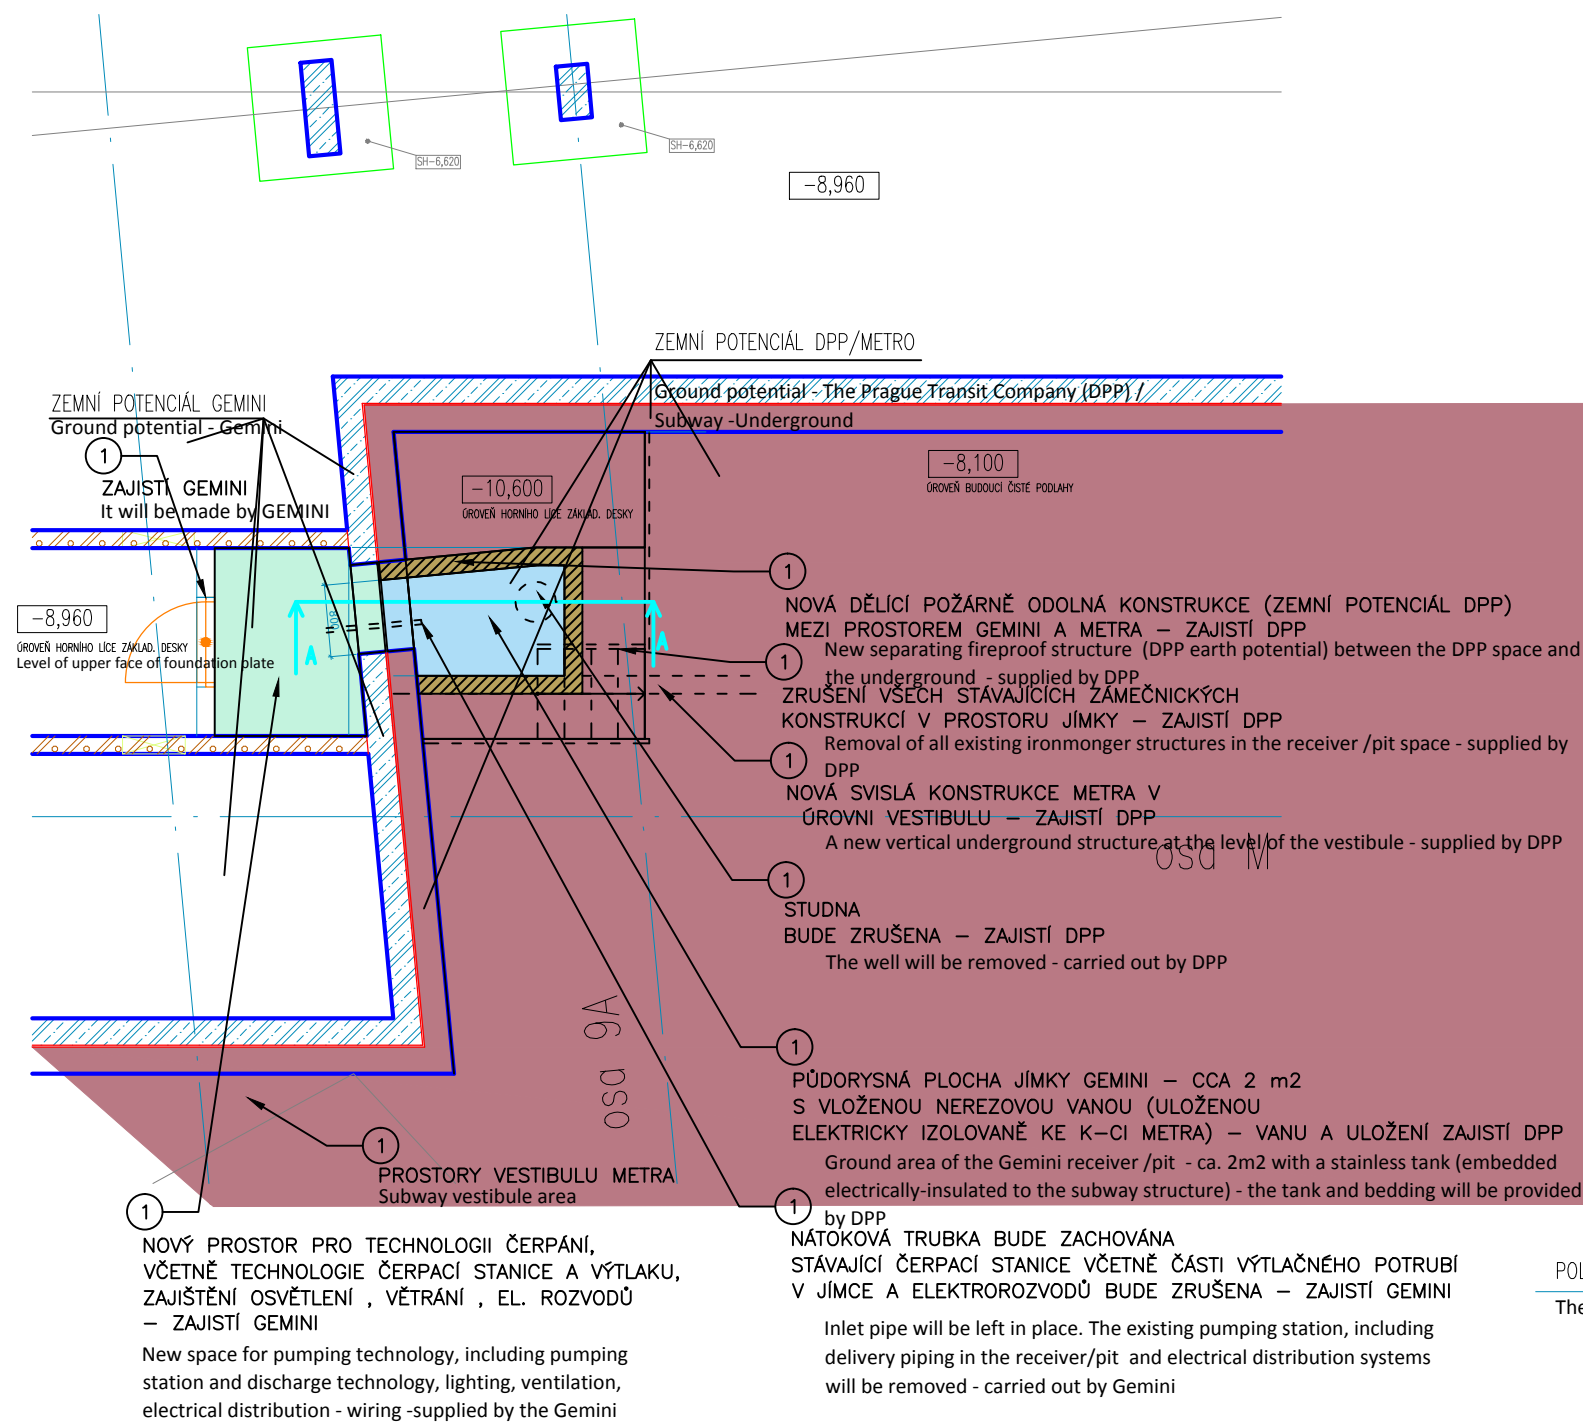 SH-6,620
SH-6,620
-8,960
ZEMNÍ POTENCIÁL DPP/METRO
Ground potential - The Prague Transit Company (DPP) /
Subway -Underground
ZEMNÍ POTENCIÁL GEMINI
Ground potential - Gemini
1
ZAJISTÍ GEMINI
It will be made by GEMINI
-10,600
ÚROVEŇ HORNÍHO LÍCE ZÁKLAD. DESKY
-8,100
ÚROVEŇ BUDOUCÍ ČISTÉ PODLAHY
-8,960
ÚROVEŇ HORNÍHO LÍCE ZÁKLAD. DESKY
Level of upper face of foundation plate
800
A
A
1
NOVÁ DĚLÍCÍ POŽÁRNĚ ODOLNÁ KONSTRUKCE (ZEMNÍ POTENCIÁL DPP)
MEZI PROSTOREM GEMINI A METRA – ZAJISTÍ DPP
New separating fireproof structure (DPP earth potential) between the DPP space and
the underground - supplied by DPP
1
ZRUŠENÍ VŠECH STÁVAJÍCÍCH ZÁMEČNICKÝCH
KONSTRUKCÍ V PROSTORU JÍMKY – ZAJISTÍ DPP
Removal of all existing ironmonger structures in the receiver /pit space - supplied by
DPP
1
NOVÁ SVISLÁ KONSTRUKCE METRA V
ÚROVNI VESTIBULU – ZAJISTÍ DPP
A new vertical underground structure at the level of the vestibule - supplied by DPP
osa M
1
STUDNA
BUDE ZRUŠENA – ZAJISTÍ DPP
The well will be removed - carried out by DPP
osa 9A
1
PŮDORYSNÁ PLOCHA JÍMKY GEMINI – CCA 2 m2
S VLOŽENOU NEREZOVOU VANOU (ULOŽENOU
ELEKTRICKY IZOLOVANĚ KE K-CI METRA) – VANU A ULOŽENÍ ZAJISTÍ DPP
Ground area of the Gemini receiver /pit - ca. 2m2 with a stainless tank (embedded
electrically-insulated to the subway structure) - the tank and bedding will be provided
by DPP
1
PROSTORY VESTIBULU METRA
Subway vestibule area
1
NOVÝ PROSTOR PRO TECHNOLOGII ČERPÁNÍ,
VČETNĚ TECHNOLOGIE ČERPACÍ STANICE A VÝTLAKU,
ZAJIŠTĚNÍ OSVĚTLENÍ , VĚTRÁNÍ , EL. ROZVODŮ
– ZAJISTÍ GEMINI
New space for pumping technology, including pumping
station and discharge technology, lighting, ventilation,
electrical distribution - wiring -supplied by the Gemini
1
NÁTOKOVÁ TRUBKA BUDE ZACHOVÁNA
STÁVAJÍCÍ ČERPACÍ STANICE VČETNĚ ČÁSTI VÝTLAČNÉHO POTRUBÍ
V JÍMCE A ELEKTROROZVODŮ BUDE ZRUŠENA – ZAJISTÍ GEMINI
Inlet pipe will be left in place. The existing pumping station, including
delivery piping in the receiver/pit and electrical distribution systems
will be removed - carried out by Gemini
POL
The